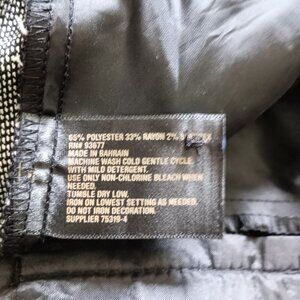 65% POLYESTER 33% RAYON 2%
RN# 93677
MADE IN BAHRAIN
MACHINE WASH COLD GENTLE CYCLE
WITH MILD DETERGENT.
USE ONLY NON-CHLORINE BLEACH WHEN
NEEDED.
TUMBLE DRY LOW.
IRON ON LOWEST SETTING AS NEEDED.
DO NOT IRON DECORATION.
SUPPLIER 75319-4